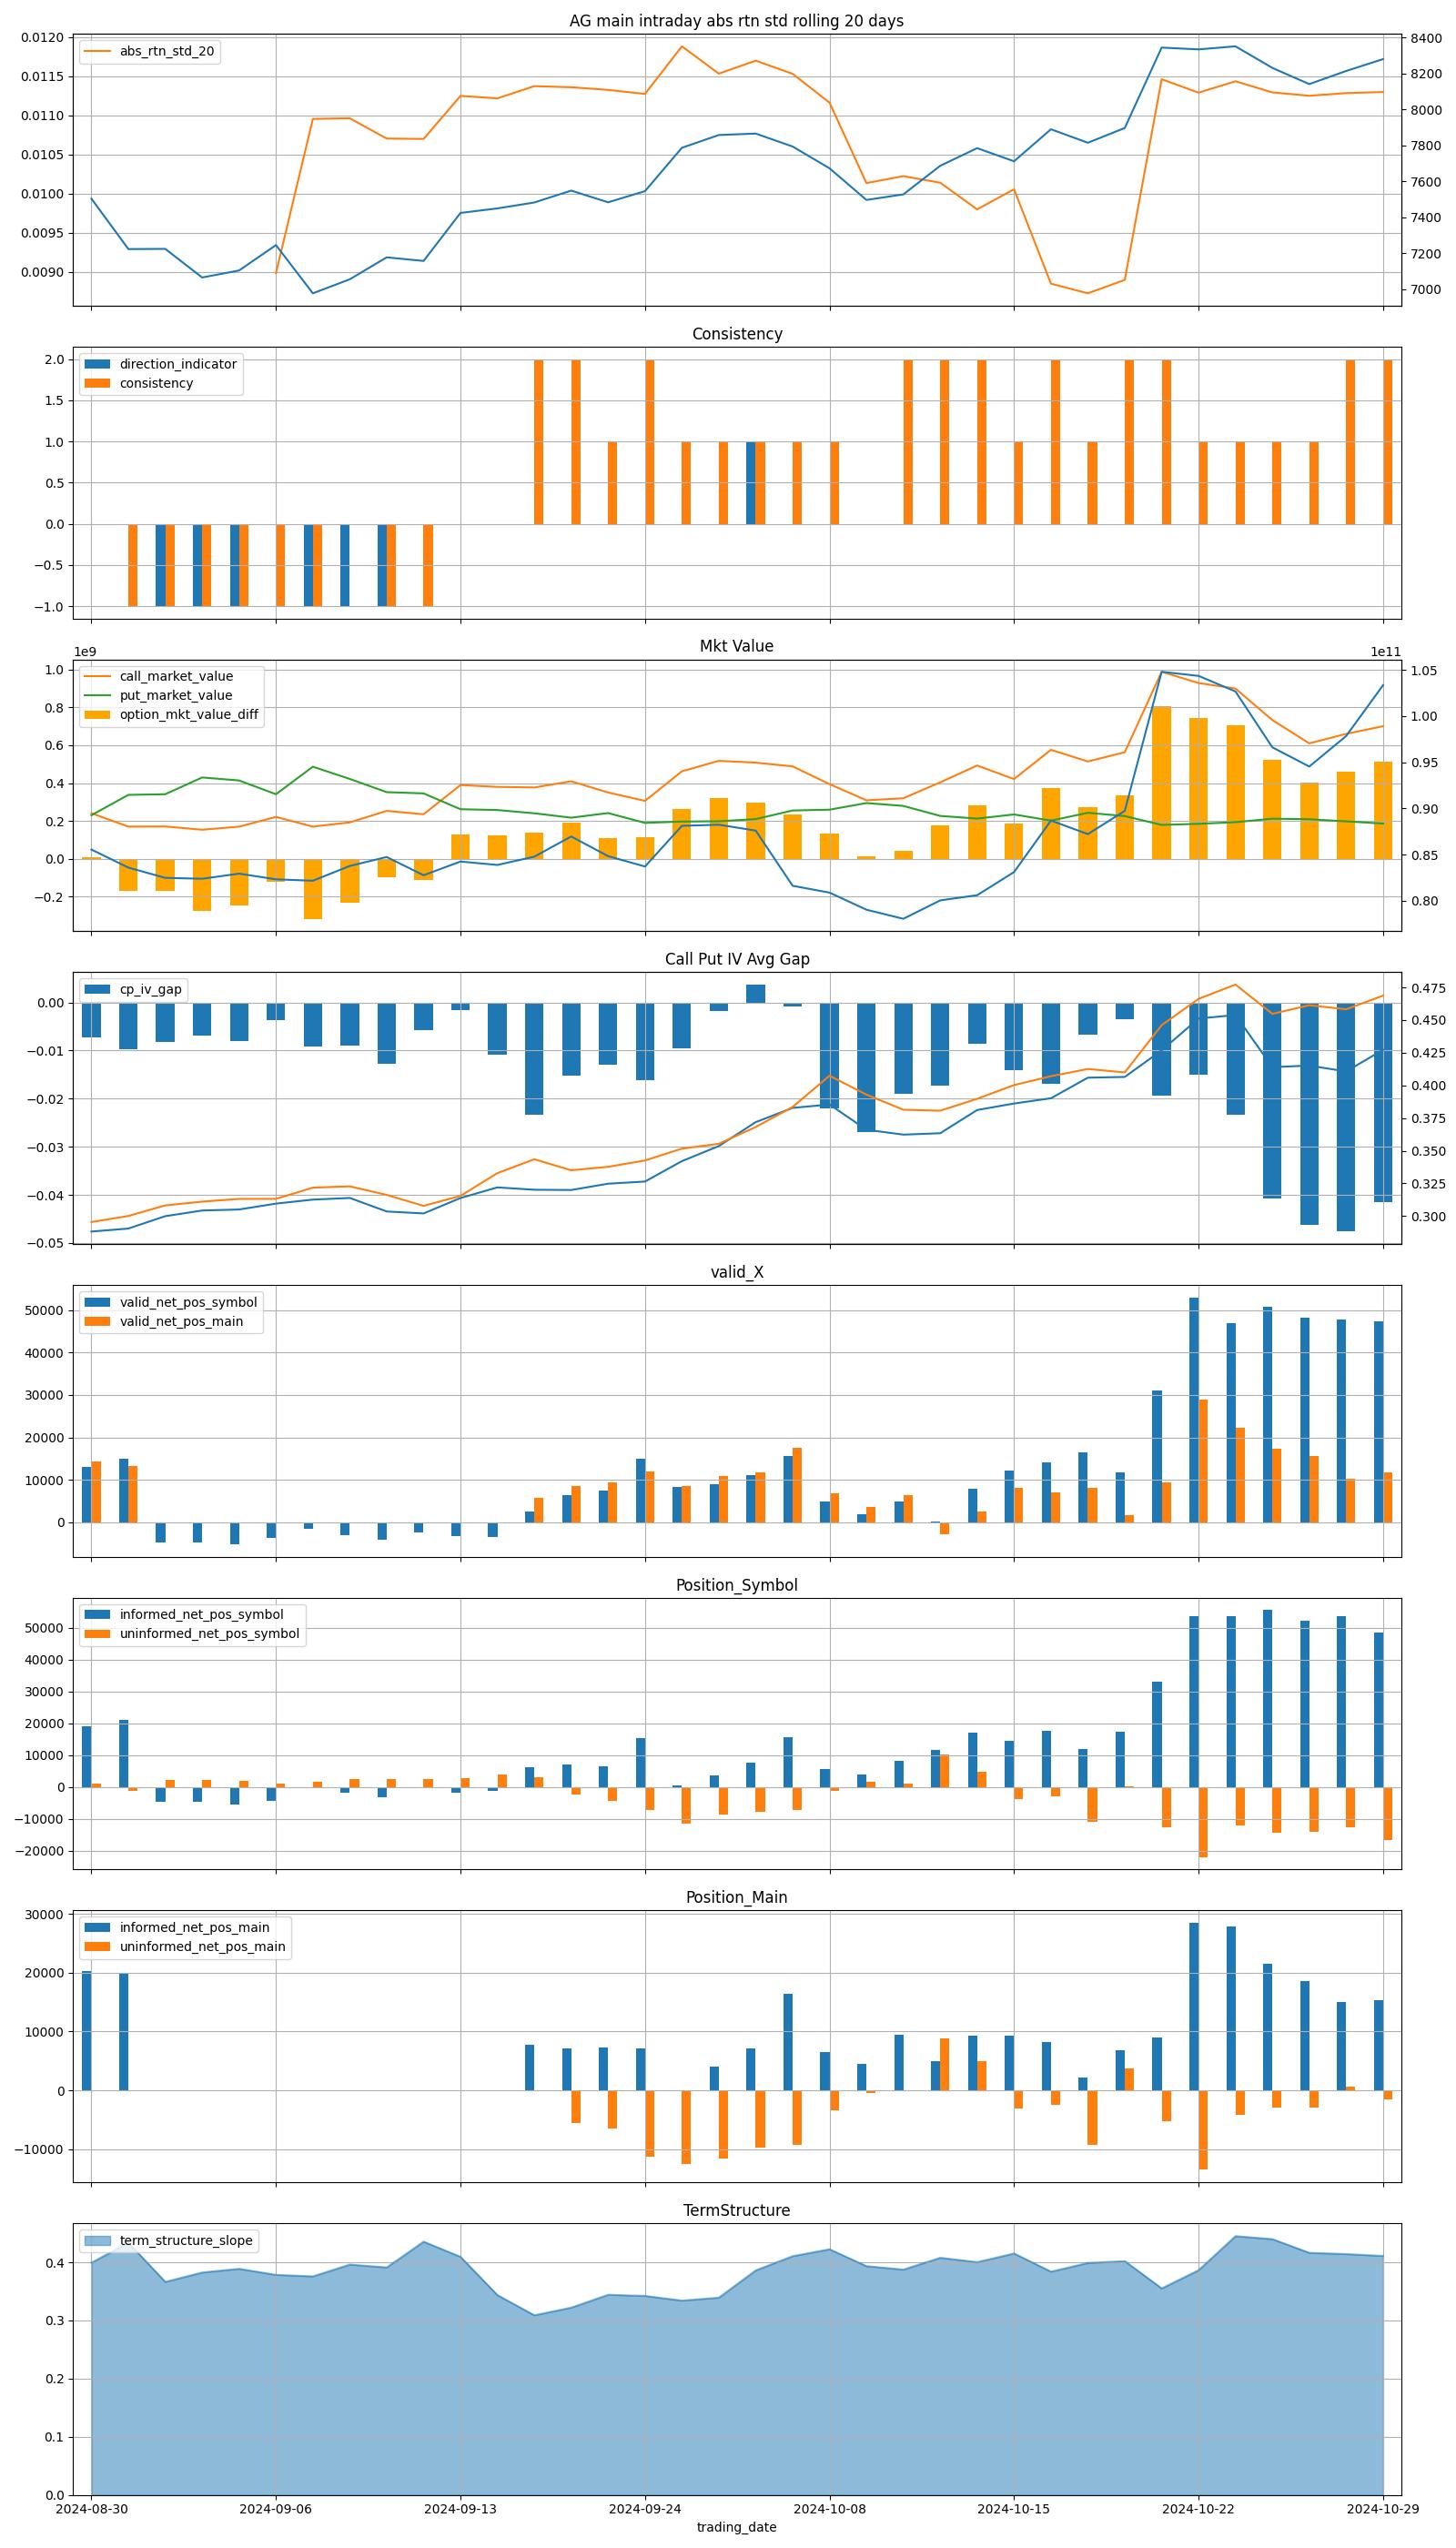 AG main intraday abs rtn std rolling 20 days
abs_rtn_std_20
0.0120
0.0115
0.0110
0.0105
0.0100
0.0095
0.0090
8400
8200
8000
7800
7600
7400
7200
7000
Consistency
direction_indicator
consistency
2.0
1.5
1.0
0.5
0.0
−0.5
−1.0
Mkt Value
1e9
1e11
call_market_value
put_market_value
option_mkt_value_diff
1.0
0.8
0.6
0.4
0.2
0.0
−0.2
1.05
1.00
0.95
0.90
0.85
0.80
Call Put IV Avg Gap
cp_iv_gap
0.00
−0.01
−0.02
−0.03
−0.04
−0.05
0.475
0.450
0.425
0.400
0.375
0.350
0.325
0.300
valid_X
valid_net_pos_symbol
valid_net_pos_main
50000
40000
30000
20000
10000
0
Position_Symbol
informed_net_pos_symbol
uninformed_net_pos_symbol
50000
40000
30000
20000
10000
0
−10000
−20000
Position_Main
informed_net_pos_main
uninformed_net_pos_main
30000
20000
10000
0
−10000
TermStructure
term_structure_slope
0.4
0.3
0.2
0.1
0.0
2024-08-30 2024-09-06 2024-09-13 2024-09-24 2024-10-08 2024-10-15 2024-10-22 2024-10-29
trading_date